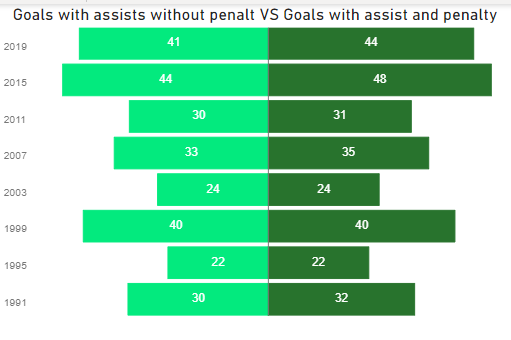 Goals with assists without penalt VS Goals with assist and penalty
2019 41 44
2015 44 48
2011 30 31
2007 33 35
2003 24 24
1999 40 40
1995 22 22
1991 30 32